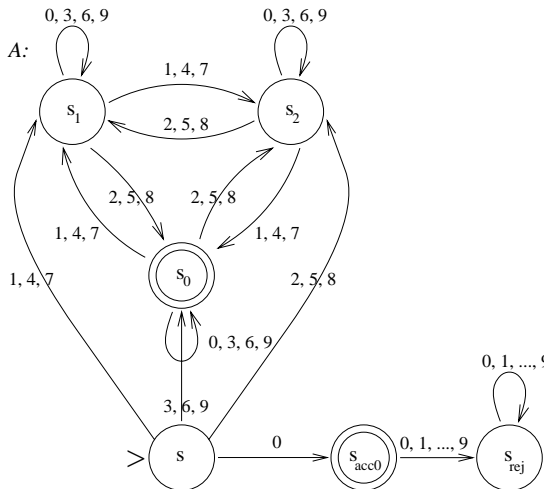 0, 3, 6, 9
0, 3, 6, 9
A:
1, 4, 7
s1
s2
2, 5, 8
2, 5, 8
2, 5, 8
1, 4, 7
1, 4, 7
s0
1, 4, 7
2, 5, 8
0, 3, 6, 9
0, 1, ..., 9
3, 6, 9
0
0, 1, ..., 9
>
s
sacc0
srej